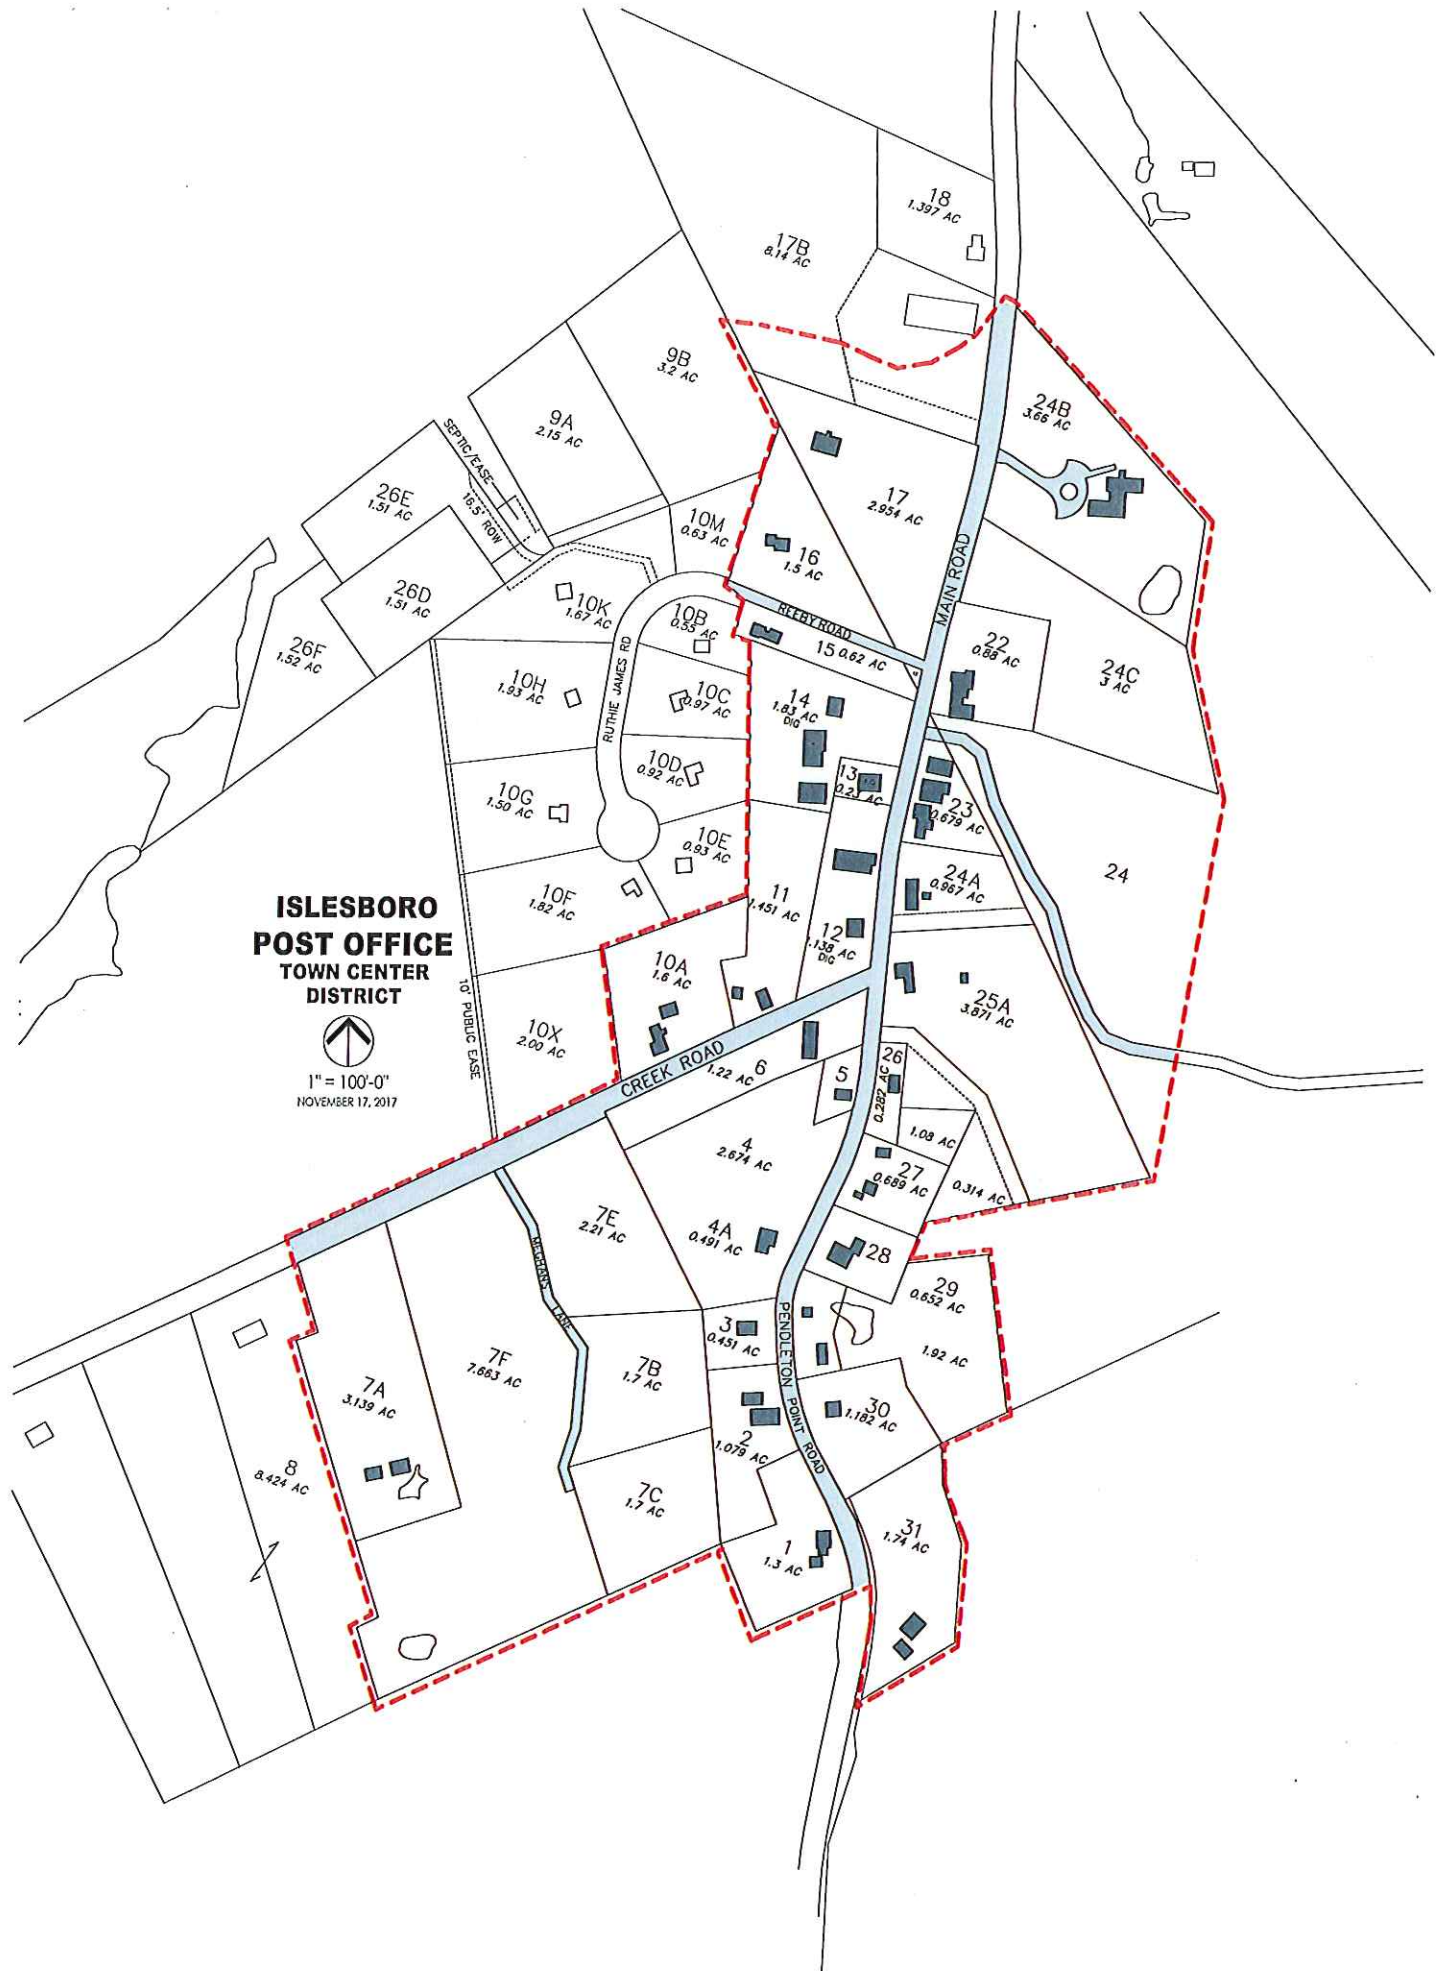 18
1.397 AC
17B
8.14 AC
9B
3.2 AC
9A
2.15 AC
24B
3.66 AC
SEPTIC/EASE
16.5' ROW
26E
1.51 AC
17
2.954 AC
10M
0.63 AC
16
1.5 AC
MAIN ROAD
26D
1.51 AC
10K
1.67 AC
10B
0.55 AC
REEBY ROAD
26F
1.52 AC
15 0.62 AC
22
0.88 AC
24C
3 AC
10H
1.93 AC
RUTHIE JAMES RD
10C
0.97 AC
14
1.83 AC
DIG
10D
0.92 AC
13
0.23 AC
10G
1.50 AC
23
0.679 AC
10E
0.93 AC
24A
0.967 AC
24
10F
1.82 AC
11
1.451 AC
ISLESBORO
POST OFFICE
TOWN CENTER
DISTRICT
1" = 100'-0"
NOVEMBER 17, 2017
12
1.138 AC
DIG
10A
1.6 AC
10' PUBLIC EASE
10X
2.00 AC
25A
3.871 AC
CREEK ROAD
6
1.22 AC
5
26
0.282 AC
4
2.674 AC
1.08 AC
27
0.689 AC
0.314 AC
7E
2.21 AC
4A
0.491 AC
28
MEGHANS LANE
29
0.652 AC
3
0.451 AC
PENDLETON POINT ROAD
1.92 AC
7F
7.663 AC
7B
1.7 AC
7A
3.139 AC
30
1.182 AC
2
1.079 AC
8
8.424 AC
7C
1.7 AC
31
1.74 AC
1
1.3 AC